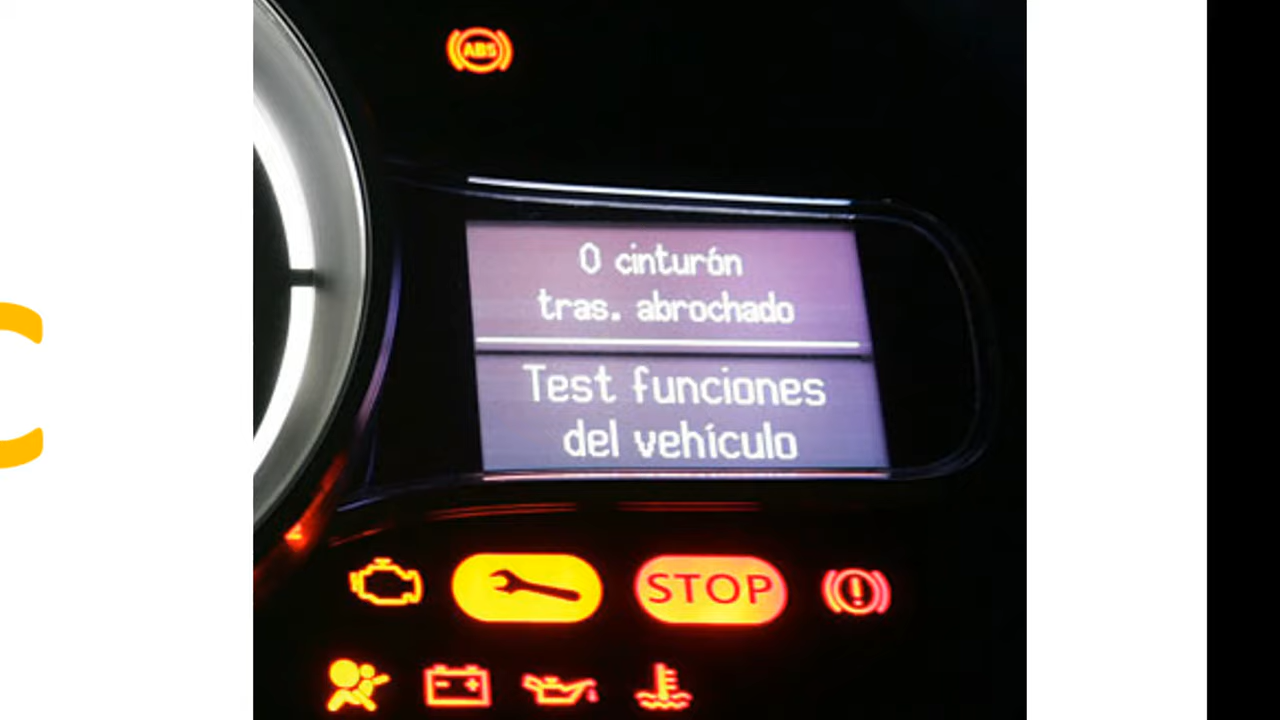 ABS
0 cinturón
tras. abrochado
Test funciones
del vehículo
STOP